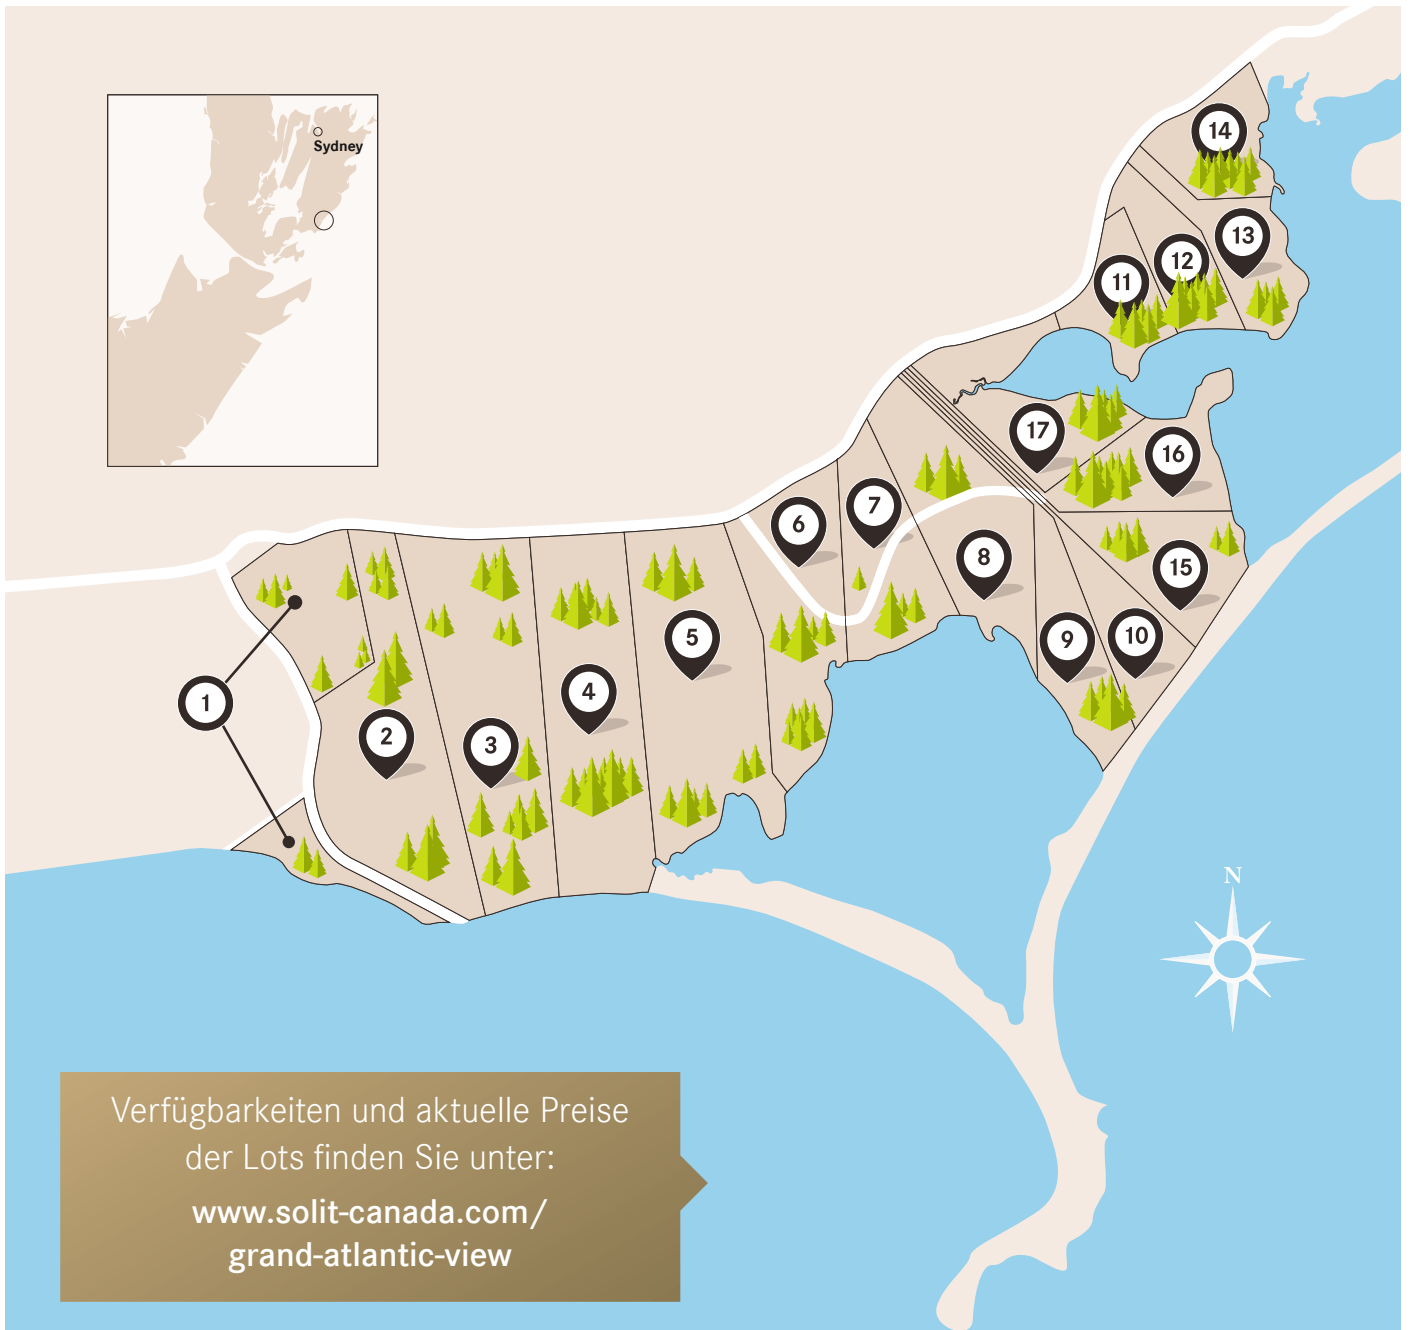 Sydney
14
13
12
11
17
16
6
7
8
15
5
9
10
4
1
2
3
N
Verfügbarkeiten und aktuelle Preise
der Lots finden Sie unter:
www.solit-canada.com/
grand-atlantic-view